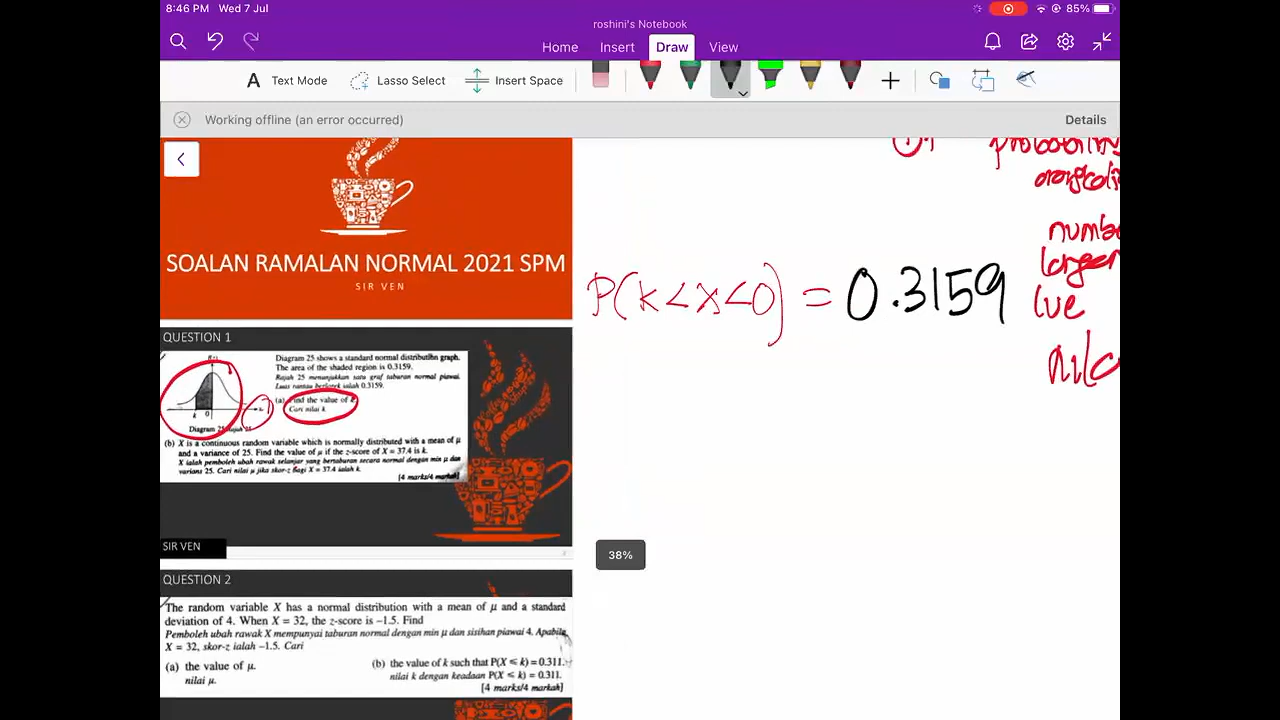 8:46 PM Wed 7 Jul
85%
roshini's Notebook
Home Insert Draw View
Text Mode Lasso Select Insert Space
Working offline (an error occurred) Details
SOALAN RAMALAN NORMAL 2021 SPM
SIR VEN
P(k<x<0) = 0.3159
numbe
larger
QUESTION 1
Diagram 25 shows a standard normal distribution graph.
The area of the shaded region is 0.3159.
Rajah 25 menunjukkan satu graf taburan normal piawai.
Luas rantau berlorek ialah 0.3159.
(a) Find the value of k.
Cari nilai k.
k 0
Diagram 25 Rajah 25
(b) X is a continuous random variable which is normally distributed with a mean of μ
and a variance of 25. Find the value of μ if the z-score of X = 37.4 is k.
X ialah pemboleh ubah rawak selanjar yang bertaburan secara normal dengan min μ dan
varians 25. Cari nilai μ jika skor-z bagi X = 37.4 ialah k.
[4 marks/4 markah]
SIR VEN
38%
QUESTION 2
The random variable X has a normal distribution with a mean of μ and a standard
deviation of 4. When X = 32, the z-score is −1.5. Find
Pemboleh ubah rawak X mempunyai taburan normal dengan min μ dan sisihan piawai 4. Apabila
X = 32, skor-z ialah −1.5. Cari
(a) the value of μ.
nilai μ.
(b) the value of k such that P(X ⩽ k) = 0.311.
nilai k dengan keadaan P(X ⩽ k) = 0.311.
[4 marks/4 markah]